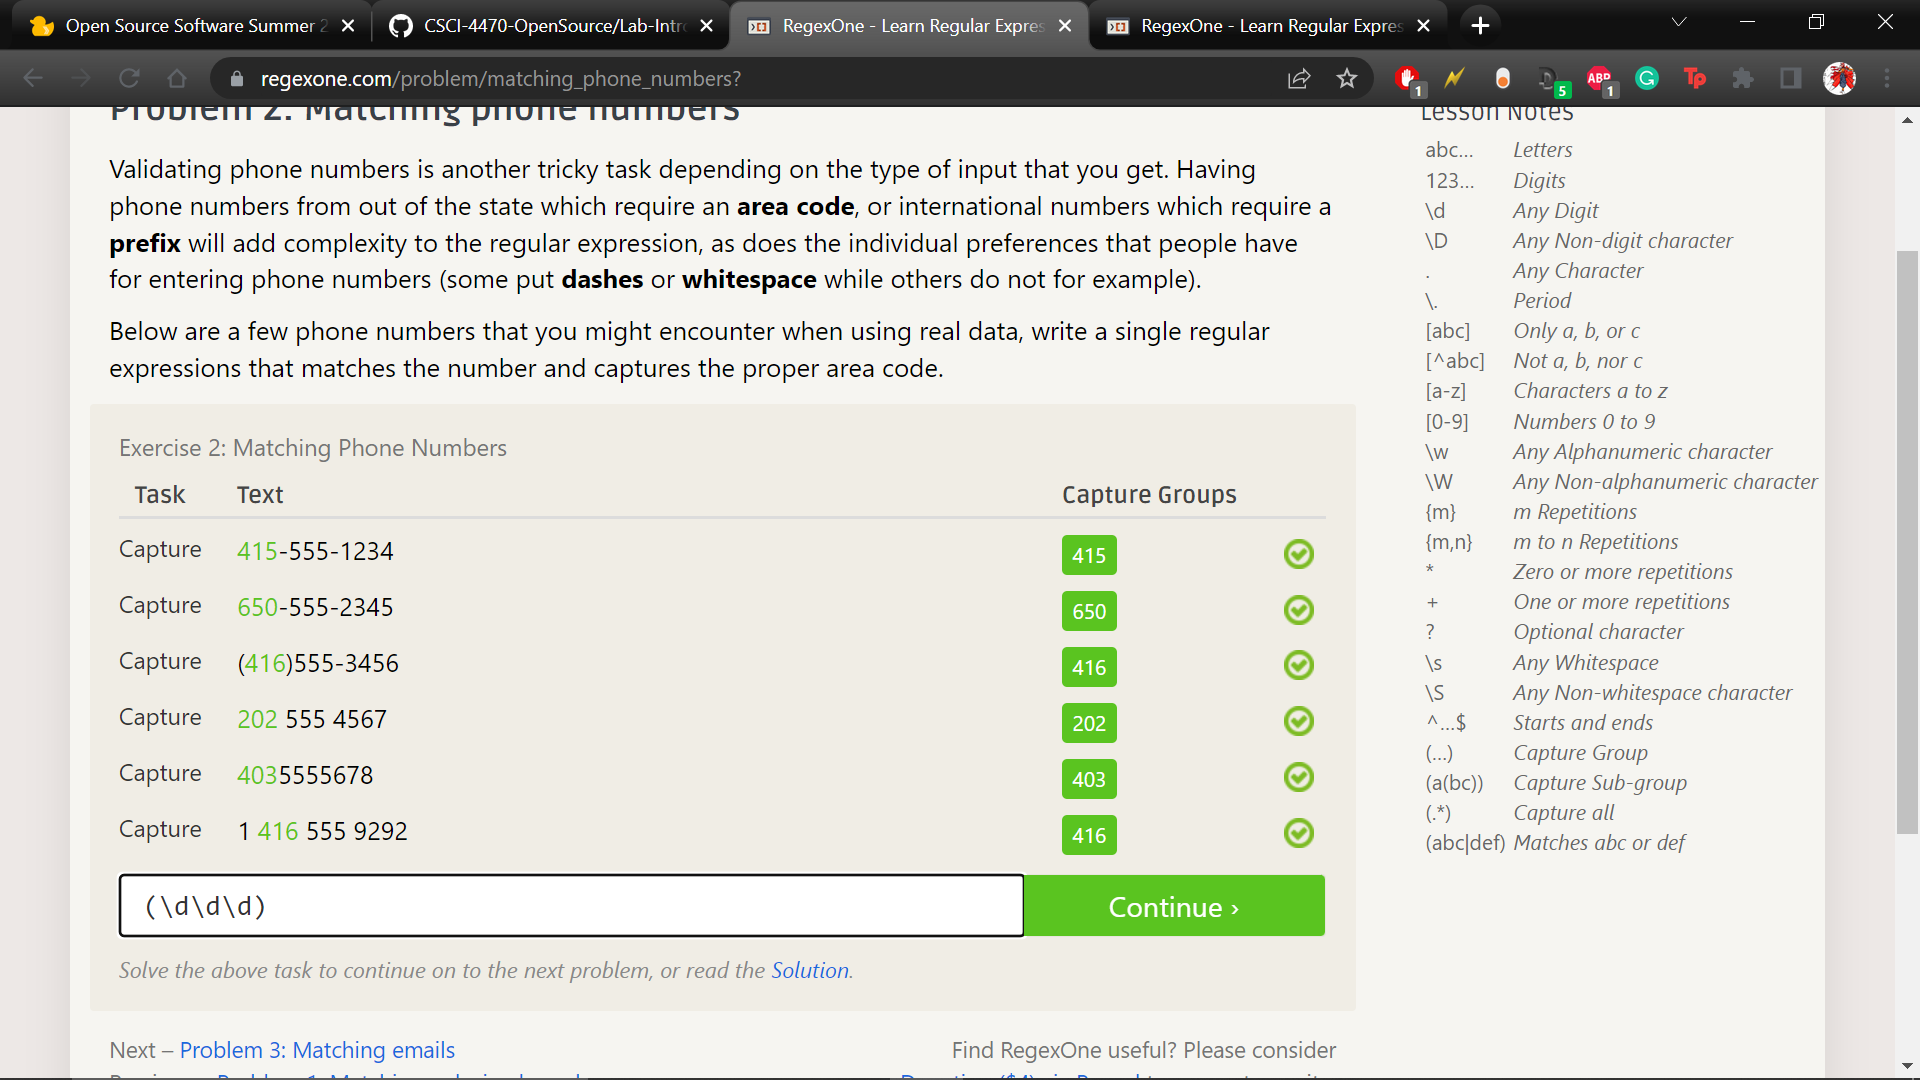 Open Source Software Summer 2
CSCI-4470-OpenSource/Lab-Intro
RegexOne - Learn Regular Expres
RegexOne - Learn Regular Expres
regexone.com/problem/matching_phone_numbers?
1
5
ABP
1
Tp
Problem 2: Matching phone numbers
Validating phone numbers is another tricky task depending on the type of input that you get. Having
phone numbers from out of the state which require an area code, or international numbers which require a
prefix will add complexity to the regular expression, as does the individual preferences that people have
for entering phone numbers (some put dashes or whitespace while others do not for example).
Below are a few phone numbers that you might encounter when using real data, write a single regular
expressions that matches the number and captures the proper area code.
Exercise 2: Matching Phone Numbers
Task Text Capture Groups
Capture 415-555-1234 415
Capture 650-555-2345 650
Capture (416)555-3456 416
Capture 202 555 4567 202
Capture 4035555678 403
Capture 1 416 555 9292 416
(\d\d\d) Continue ›
Solve the above task to continue on to the next problem, or read the Solution.
Next – Problem 3: Matching emails
Find RegexOne useful? Please consider
Lesson Notes
abc... Letters
123... Digits
\d Any Digit
\D Any Non-digit character
. Any Character
\. Period
[abc] Only a, b, or c
[^abc] Not a, b, nor c
[a-z] Characters a to z
[0-9] Numbers 0 to 9
\w Any Alphanumeric character
\W Any Non-alphanumeric character
{m} m Repetitions
{m,n} m to n Repetitions
* Zero or more repetitions
+ One or more repetitions
? Optional character
\s Any Whitespace
\S Any Non-whitespace character
^...$ Starts and ends
(...) Capture Group
(a(bc)) Capture Sub-group
(.*) Capture all
(abc|def) Matches abc or def